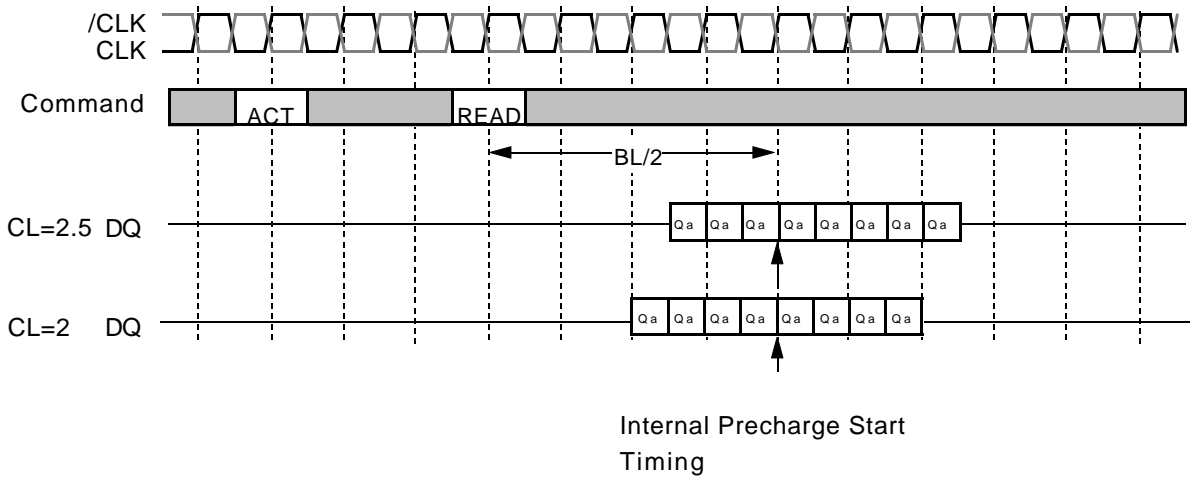 /CLK
CLK
Command
ACT
READ
BL/2
CL=2.5 DQ
Qa Qa Qa Qa Qa Qa Qa Qa
CL=2 DQ
Qa Qa Qa Qa Qa Qa Qa Qa
Internal Precharge Start
Timing